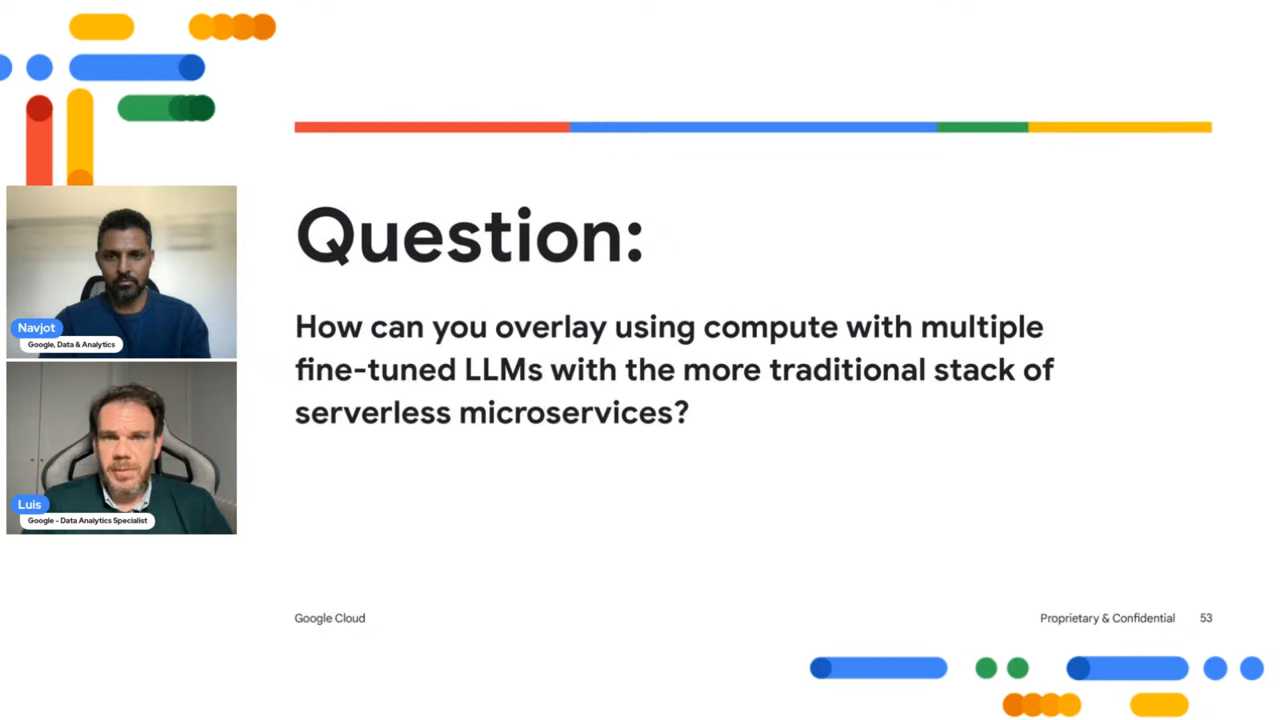 Question:
How can you overlay using compute with multiple
fine-tuned LLMs with the more traditional stack of
serverless microservices?
Navjot
Google, Data & Analytics
Luis
Google - Data Analytics Specialist
Google Cloud
Proprietary & Confidential
53